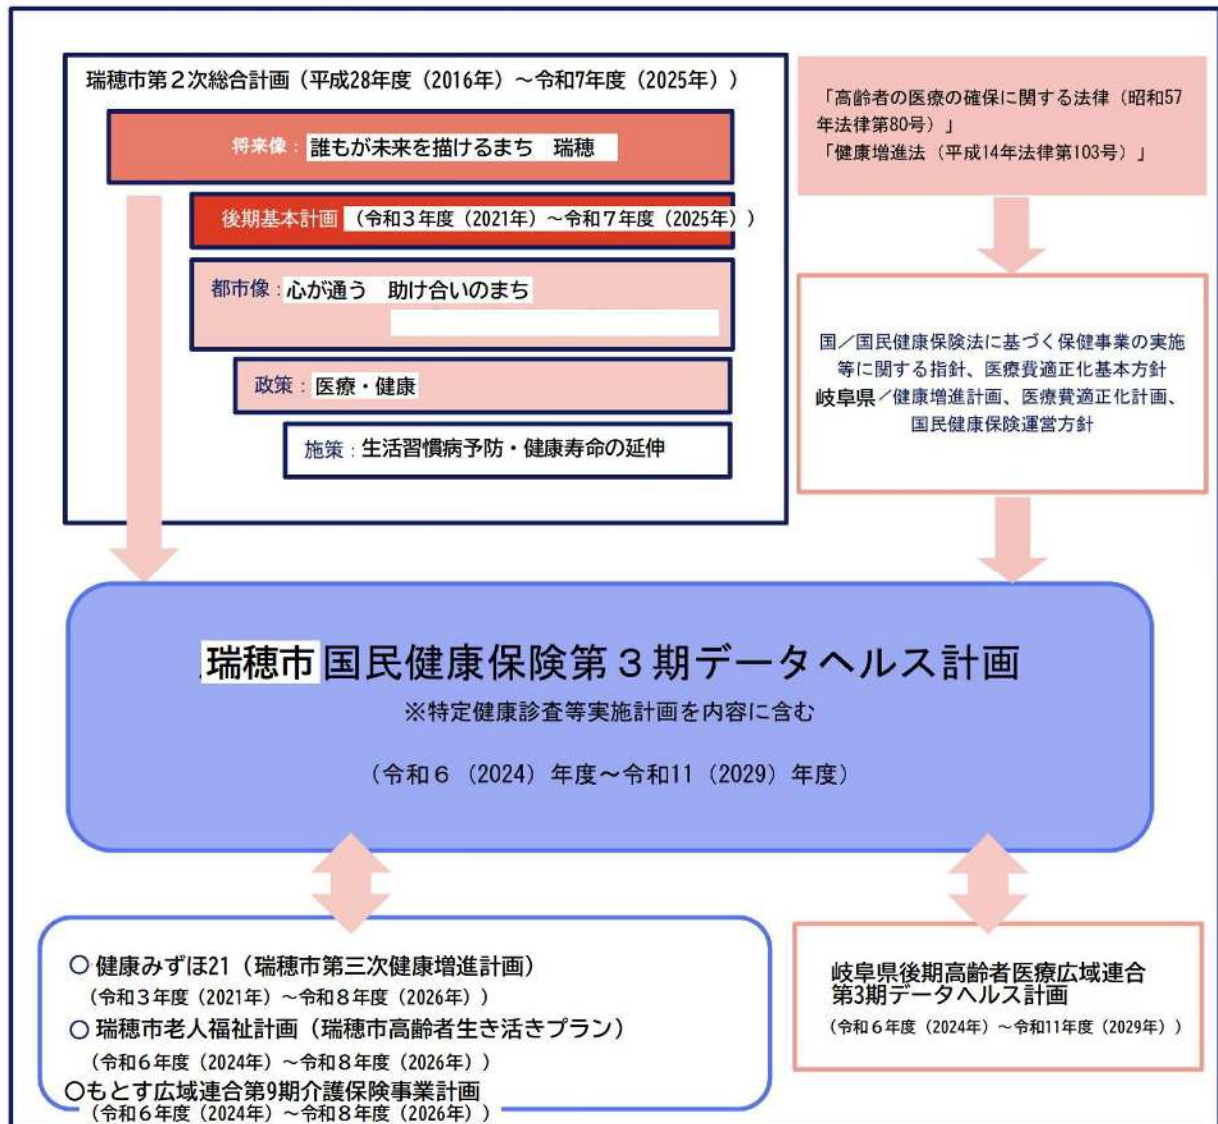 瑞穂市第２次総合計画（平成28年度（2016年）～令和7年度（2025年））
将来像：誰もが未来を描けるまち　瑞穂
後期基本計画（令和３年度（2021年）～令和７年度（2025年））
都市像：心が通う　助け合いのまち
政策：医療・健康
施策：生活習慣病予防・健康寿命の延伸
「高齢者の医療の確保に関する法律（昭和57
年法律第80号）」
「健康増進法（平成14年法律第103号）」
国／国民健康保険法に基づく保健事業の実施
等に関する指針、医療費適正化基本方針
岐阜県／健康増進計画、医療費適正化計画、
国民健康保険運営方針
瑞穂市国民健康保険第３期データヘルス計画
※特定健康診査等実施計画を内容に含む
（令和６（2024）年度～令和11（2029）年度）
○ 健康みずほ21（瑞穂市第三次健康増進計画）
（令和３年度（2021年）～令和８年度（2026年））
○ 瑞穂市老人福祉計画（瑞穂市高齢者生き活きプラン）
（令和６年度（2024年）～令和８年度（2026年））
○もとす広域連合第9期介護保険事業計画
（令和６年度（2024年）～令和８年度（2026年））
岐阜県後期高齢者医療広域連合
第3期データヘルス計画
（令和６年度（2024年）～令和11年度（2029年））